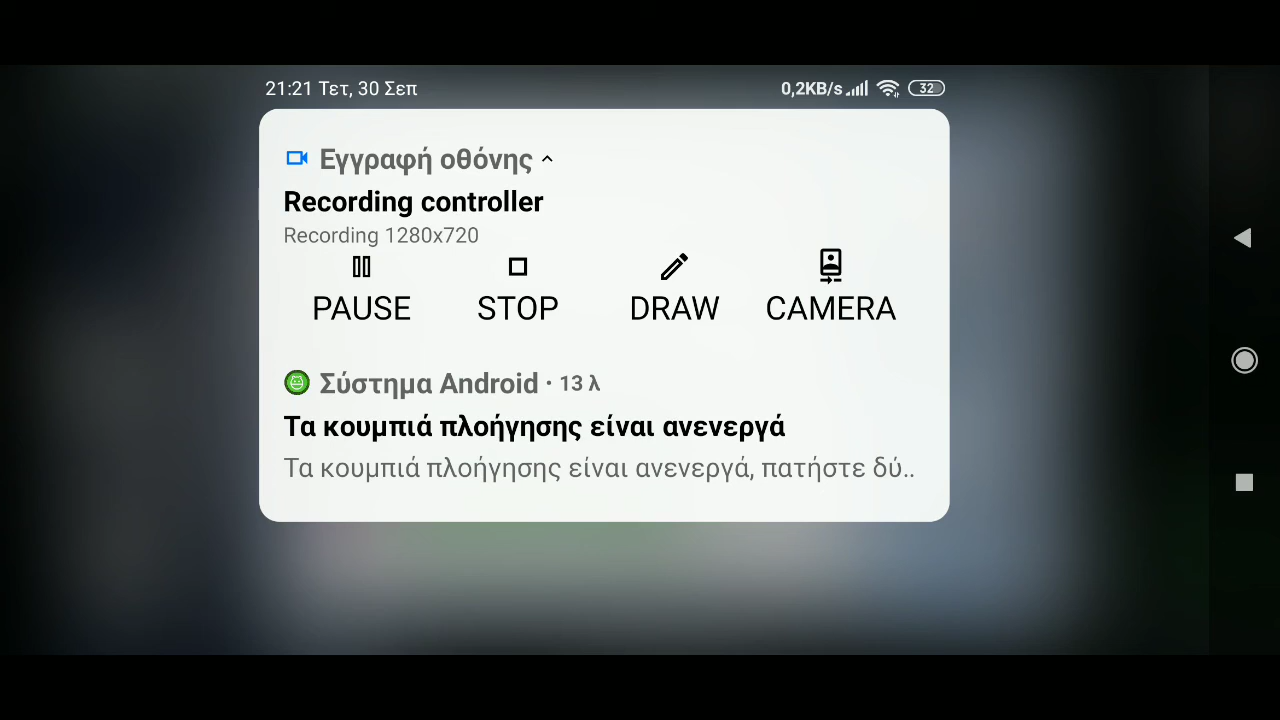 21:21 Τετ, 30 Σεπ 0,2KB/s 32
Εγγραφή οθόνης
Recording controller
Recording 1280x720
PAUSE STOP DRAW CAMERA
Σύστημα Android · 13 λ
Τα κουμπιά πλοήγησης είναι ανενεργά
Τα κουμπιά πλοήγησης είναι ανενεργά, πατήστε δύ..